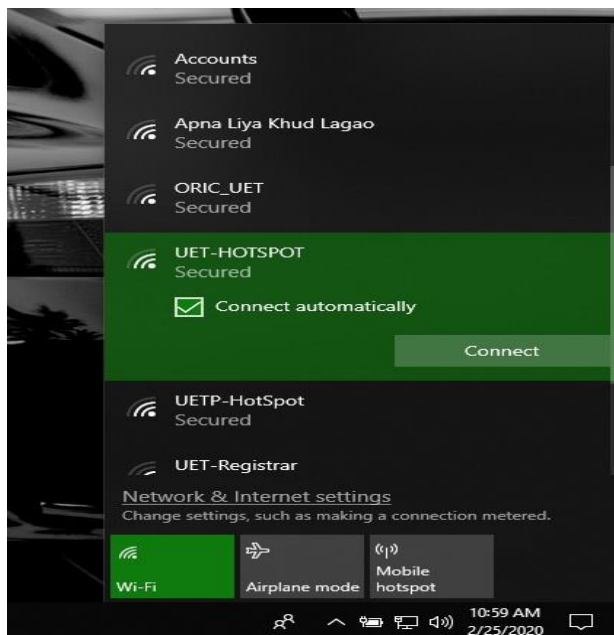 Accounts
Secured
Apna Liya Khud Lagao
Secured
ORIC_UET
Secured
UET-HOTSPOT
Secured
Connect automatically
Connect
UETP-HotSpot
Secured
UET-Registrar
Network & Internet settings
Change settings, such as making a connection metered.
Wi-Fi
Airplane mode
Mobile
hotspot
10:59 AM
2/25/2020